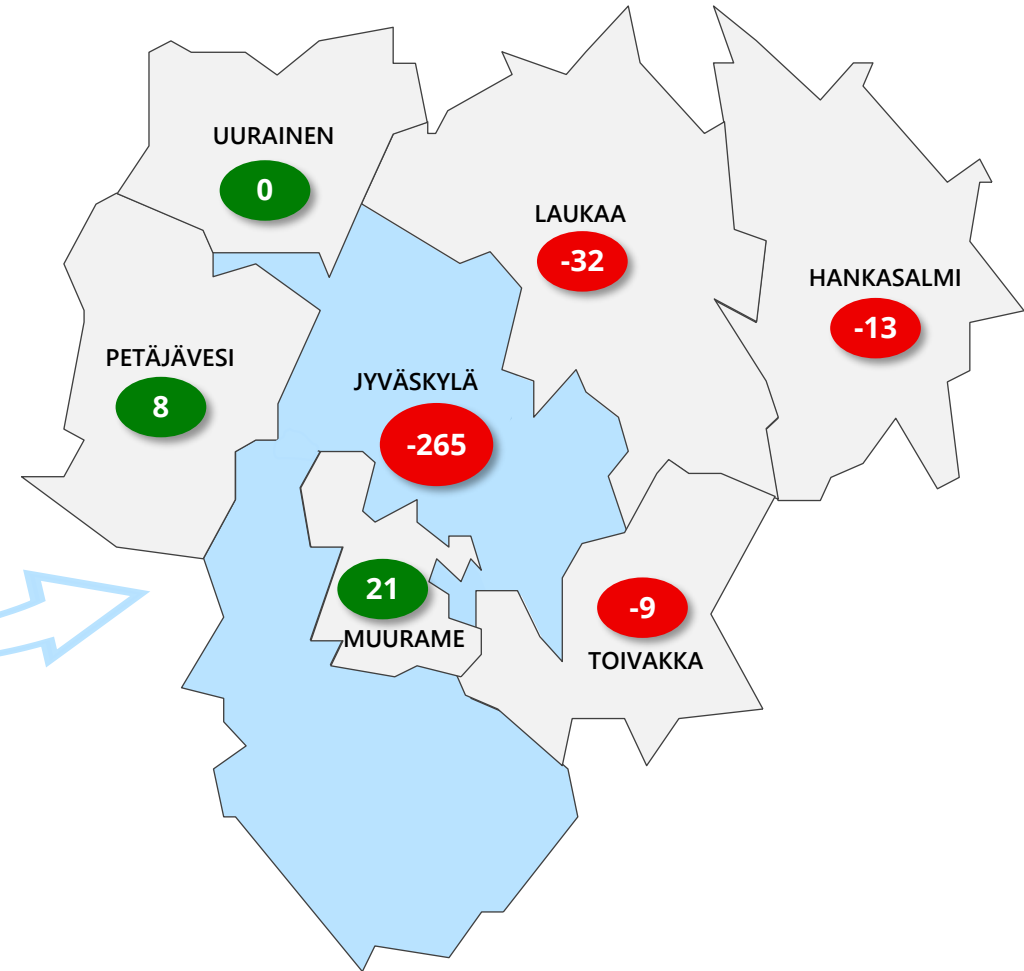 UURAINEN
0
LAUKAA
-32
HANKASALMI
-13
PETÄJÄVESI
8
JYVÄSKYLÄ
-265
21
MUURAME
-9
TOIVAKKA